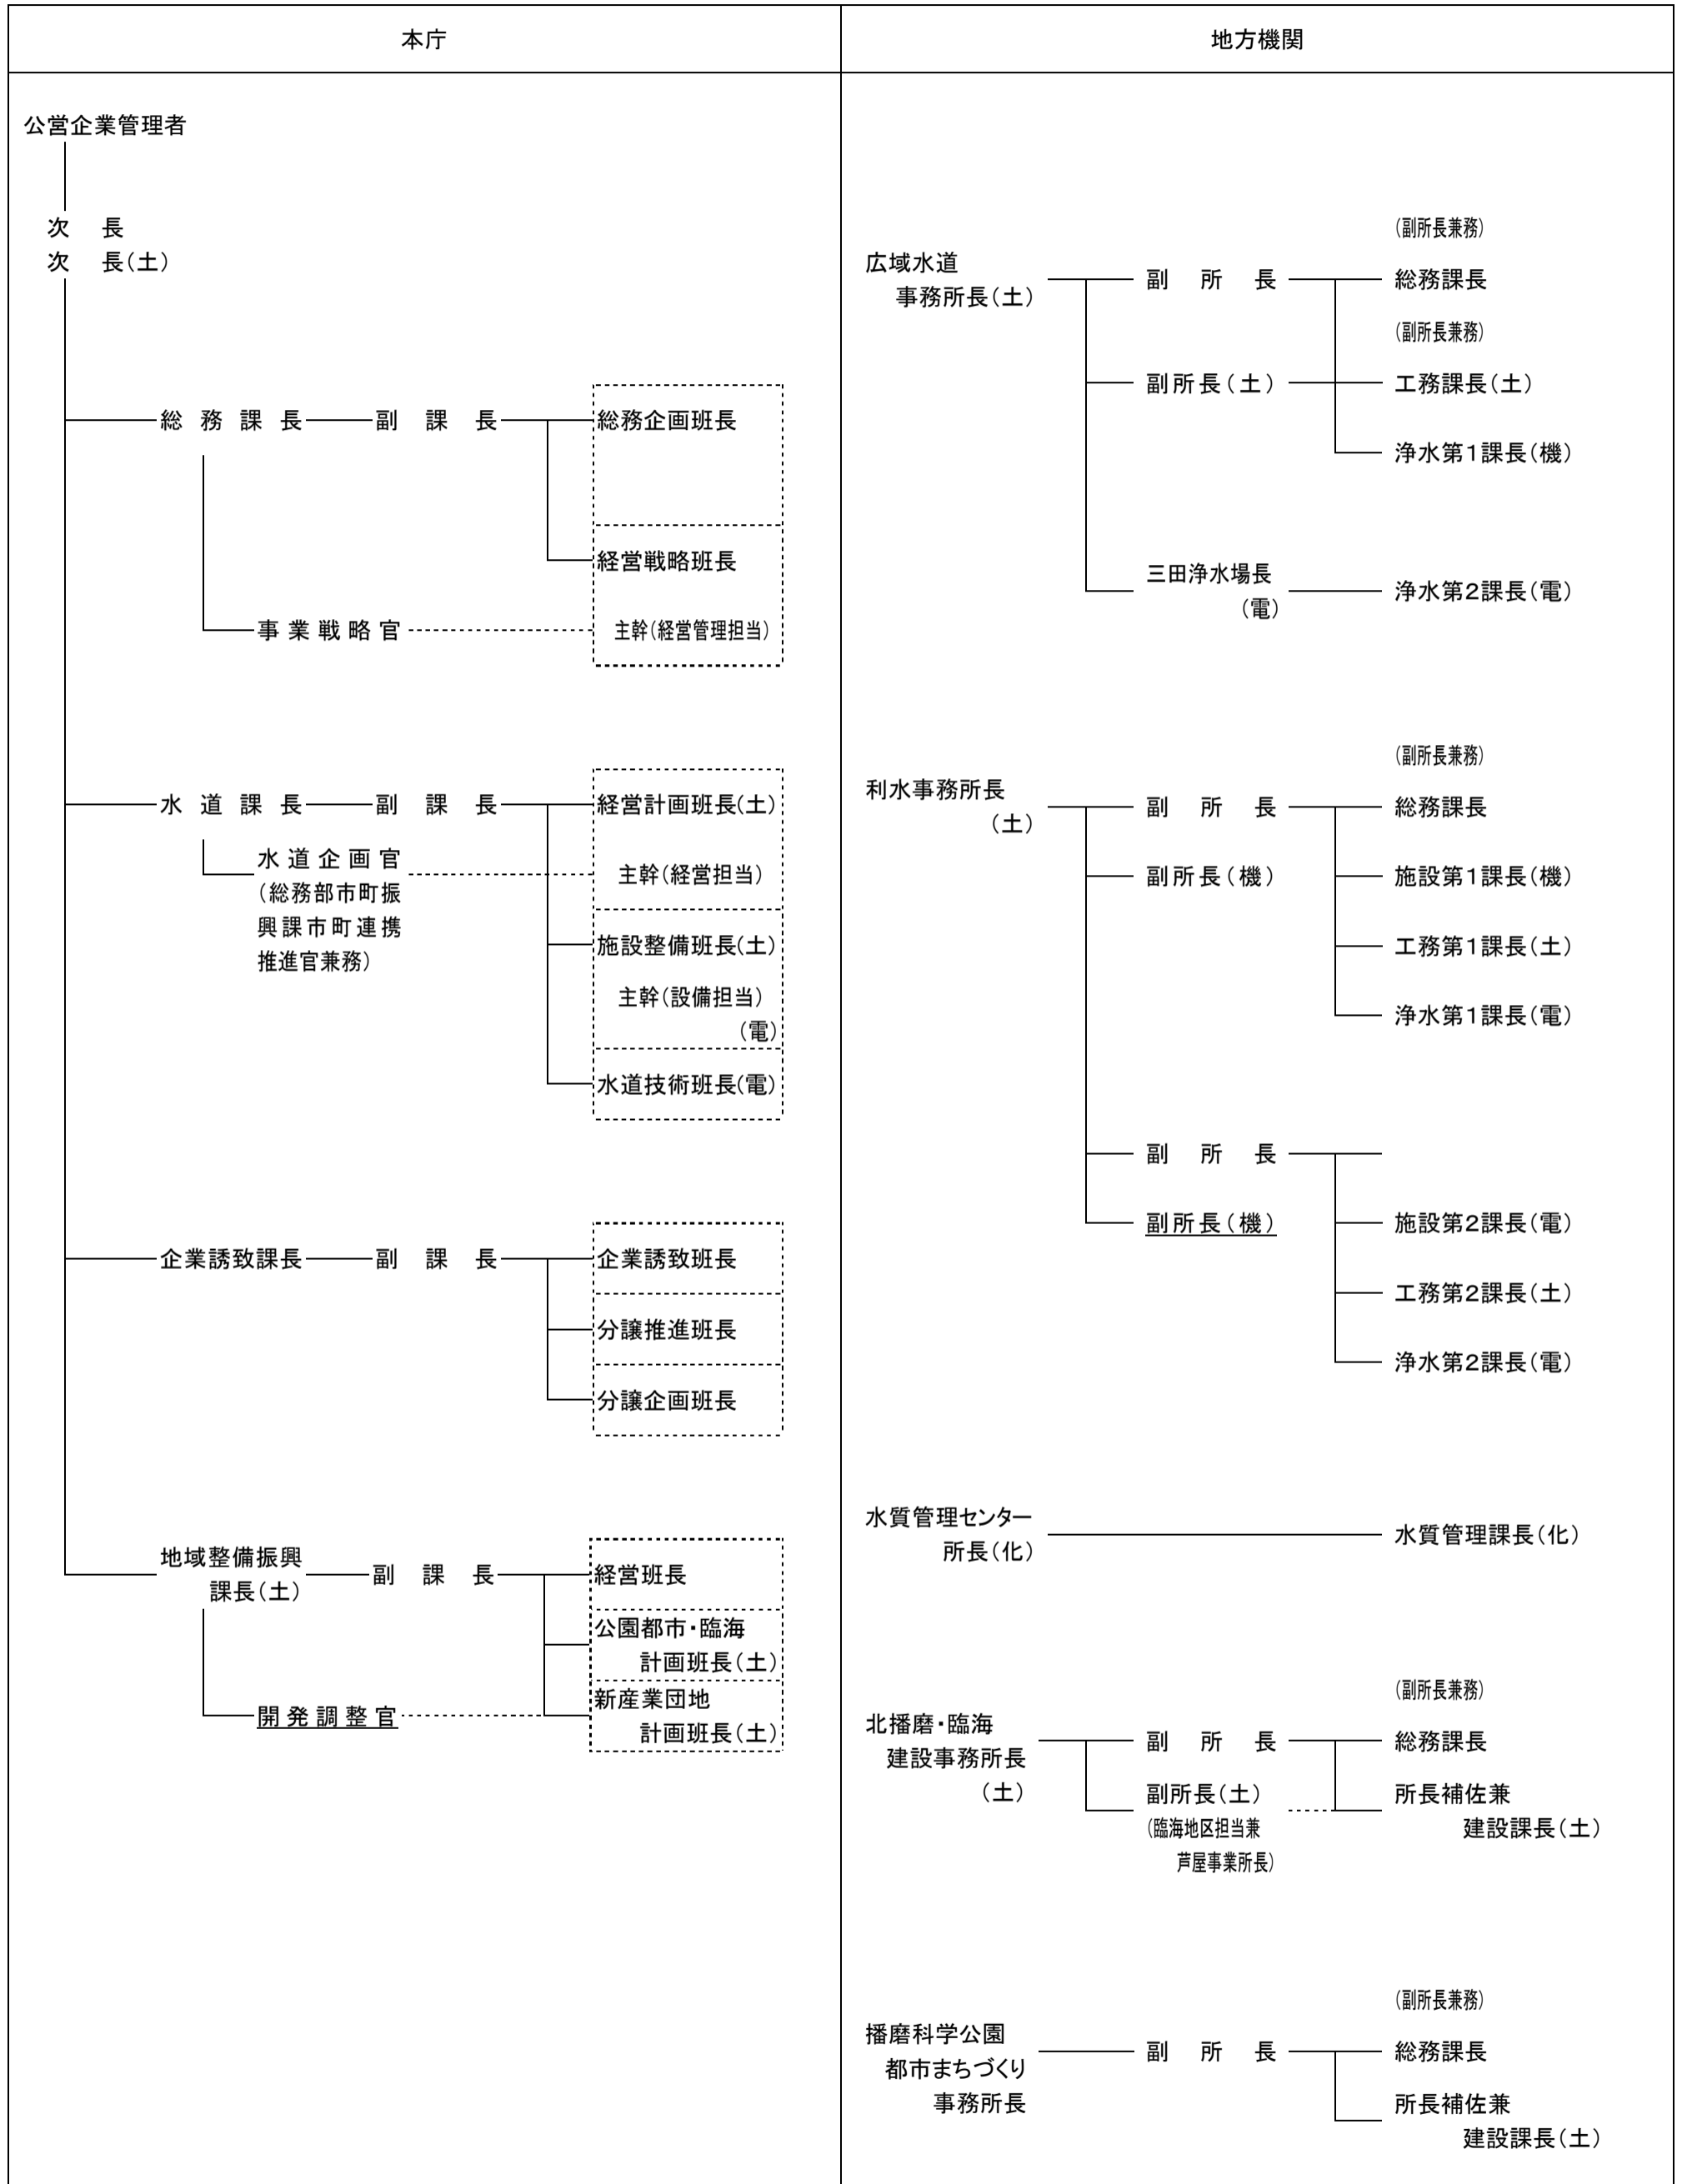 本庁
公営企業管理者
次 長
次 長(土)
総務課長 副課長 総務企画班長
経営戦略班長
事業戦略官 主幹(経営管理担当)
水道課長 副課長 経営計画班長(土)
水道企画官 主幹(経営担当)
(総務部市町振
興課市町連携
推進官兼務)
施設整備班長(土)
主幹(設備担当)
(電)
水道技術班長(電)
企業誘致課長 副課長 企業誘致班長
分譲推進班長
分譲企画班長
地域整備振興
課長(土)
副課長 経営班長
公園都市・臨海
計画班長(土)
開発調整官
新産業団地
計画班長(土)
地方機関
広域水道
事務所長(土)
(副所長兼務)
副所長 総務課長
(副所長兼務)
副所長(土) 工務課長(土)
浄水第1課長(機)
三田浄水場長
(電)
浄水第2課長(電)
利水事務所長
(土)
(副所長兼務)
副所長 総務課長
副所長(機) 施設第1課長(機)
工務第1課長(土)
浄水第1課長(電)
副所長
副所長(機) 施設第2課長(電)
工務第2課長(土)
浄水第2課長(電)
水質管理センター
所長(化)
水質管理課長(化)
北播磨・臨海
建設事務所長
(土)
(副所長兼務)
副所長 総務課長
副所長(土)
(臨海地区担当兼
芦屋事業所長)
所長補佐兼
建設課長(土)
播磨科学公園
都市まちづくり
事務所長
(副所長兼務)
副所長 総務課長
所長補佐兼
建設課長(土)